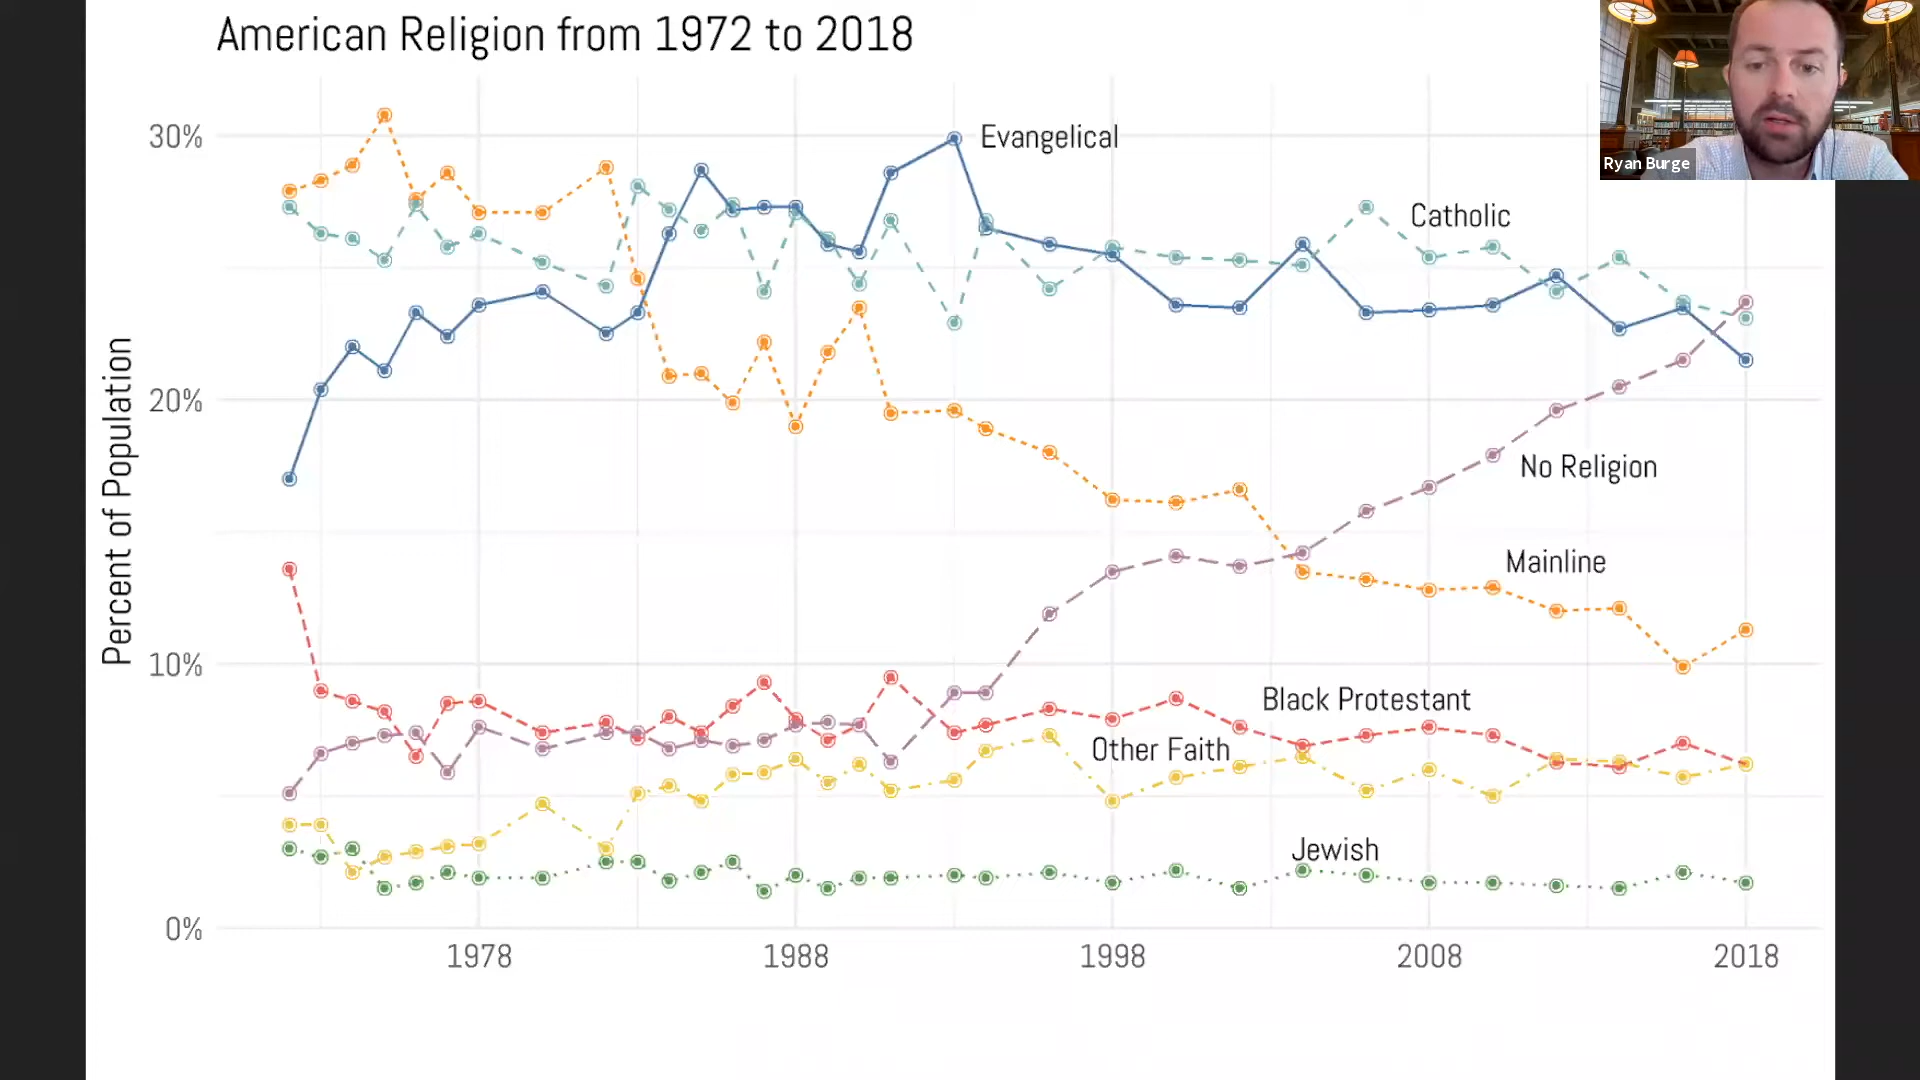 American Religion from 1972 to 2018
Ryan Burge
30%
Evangelical
Catholic
20%
No Religion
Mainline
Percent of Population
10%
Black Protestant
Other Faith
Jewish
0%
1978
1988
1998
2008
2018